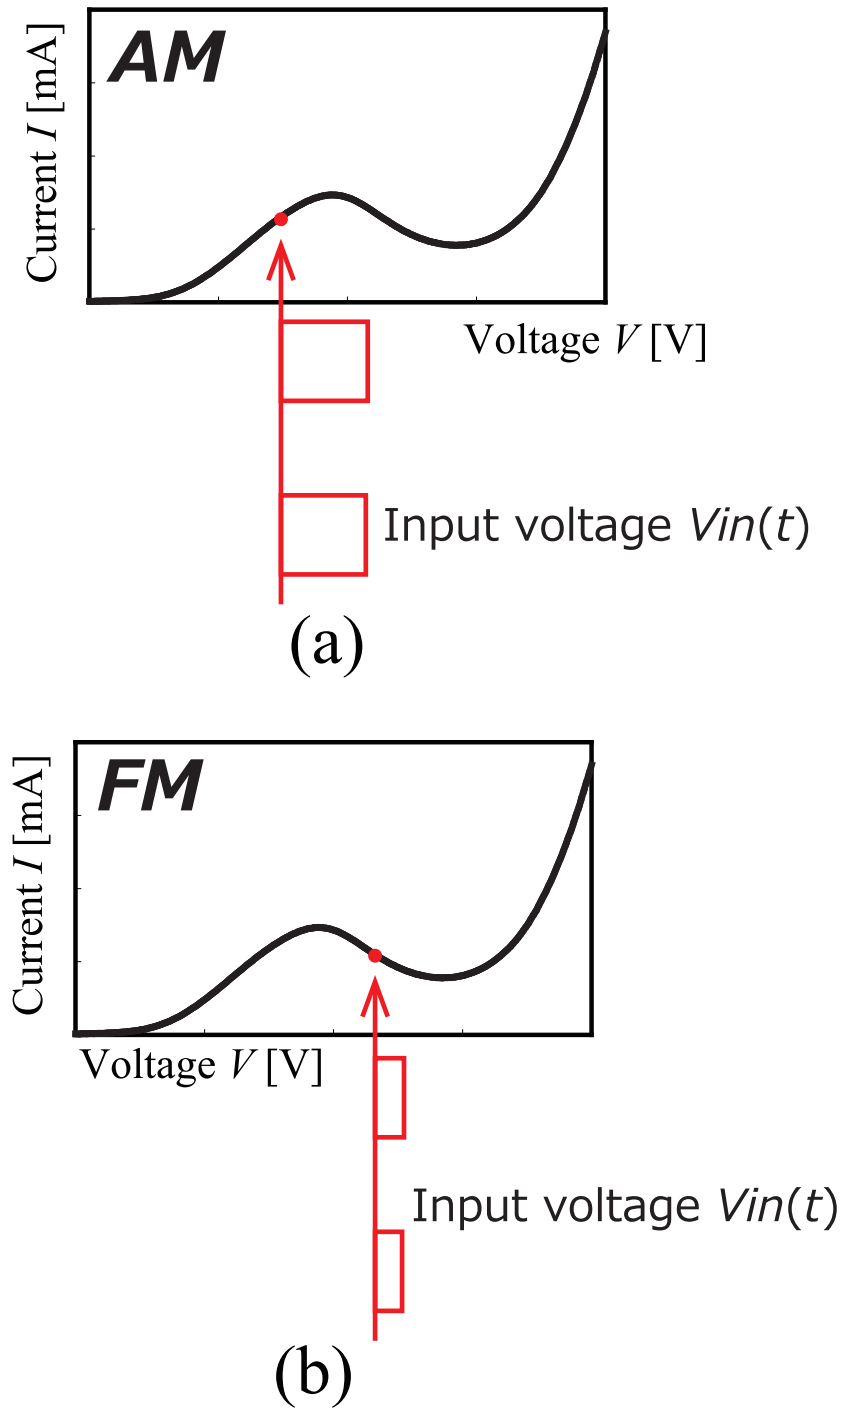 AM
Current I [mA]
Voltage V [V]
Input voltage Vin(t)
(a)
FM
Current I [mA]
Voltage V [V]
Input voltage Vin(t)
(b)